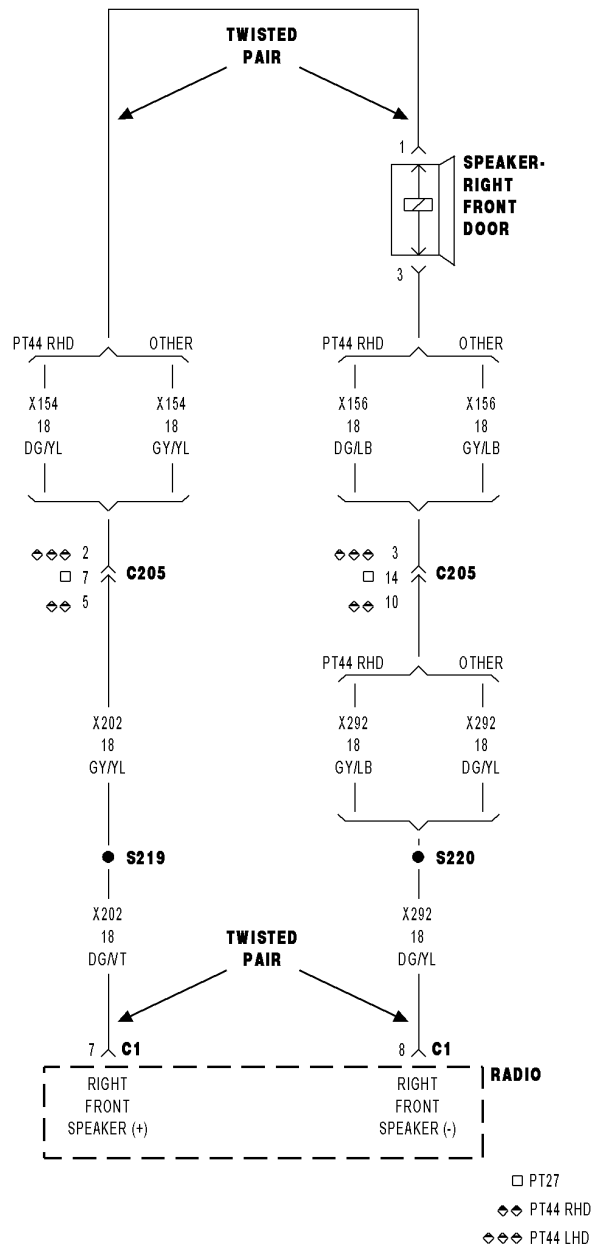 TWISTED
PAIR
1
SPEAKER-
RIGHT
FRONT
DOOR
3
PT44 RHD
OTHER
PT44 RHD
OTHER
X154
18
DG/YL
X154
18
GY/YL
X156
18
DG/LB
X156
18
GY/LB
2
7
5
C205
3
14
10
C205
PT44 RHD
OTHER
X202
18
GY/YL
X292
18
GY/LB
X292
18
DG/YL
S219
S220
X202
18
DG/VT
TWISTED
PAIR
X292
18
DG/YL
7
C1
8
C1
RADIO
RIGHT
FRONT
SPEAKER (+)
RIGHT
FRONT
SPEAKER (-)
PT27
PT44 RHD
PT44 LHD